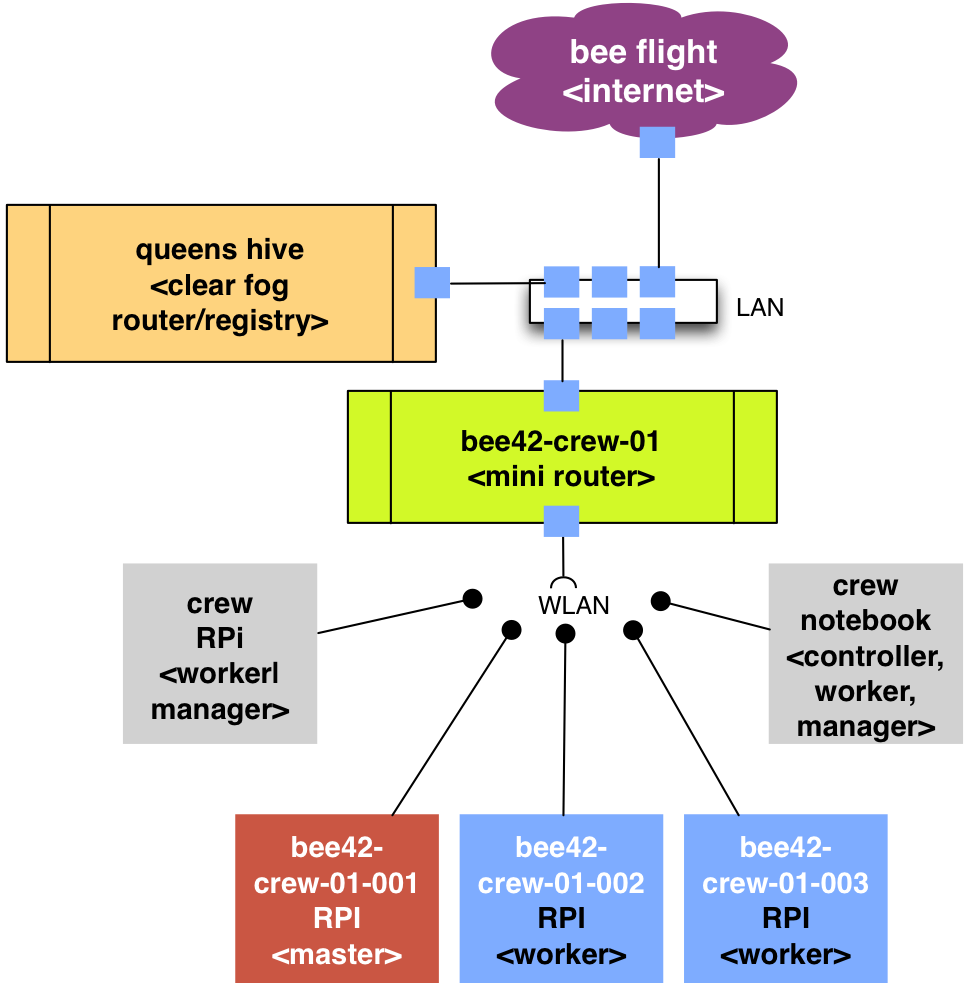 bee flight
<internet>
queens hive
<clear fog
router/registry>
LAN
bee42-crew-01
<mini router>
WLAN
crew
RPi
<workerl
manager>
crew
notebook
<controller,
worker,
manager>
bee42-
crew-01-001
RPI
<master>
bee42-
crew-01-002
RPI
<worker>
bee42-
crew-01-003
RPI
<worker>